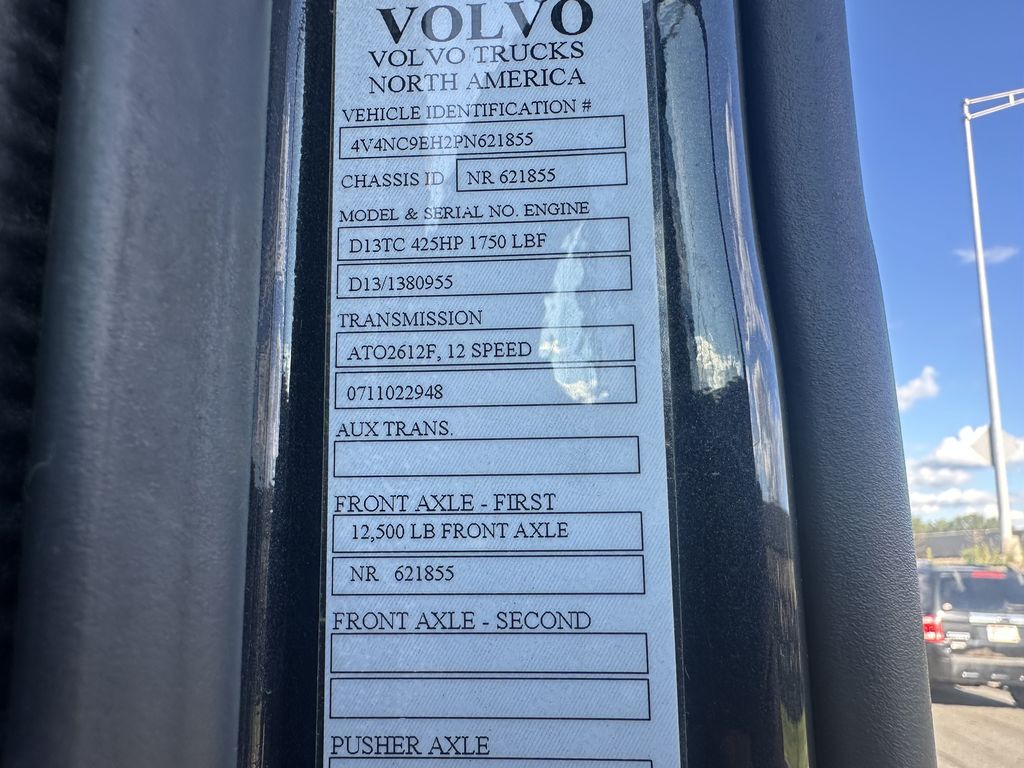 VOLVO
VOLVO TRUCKS
NORTH AMERICA
VEHICLE IDENTIFICATION #
4V4NC9EH2PN621855
CHASSIS ID NR 621855
MODEL & SERIAL NO. ENGINE
D13TC 425HP 1750 LBF
D13/1380955
TRANSMISSION
ATO2612F, 12 SPEED
0711022948
AUX TRANS.
FRONT AXLE - FIRST
12,500 LB FRONT AXLE
NR 621855
FRONT AXLE - SECOND
PUSHER AXLE